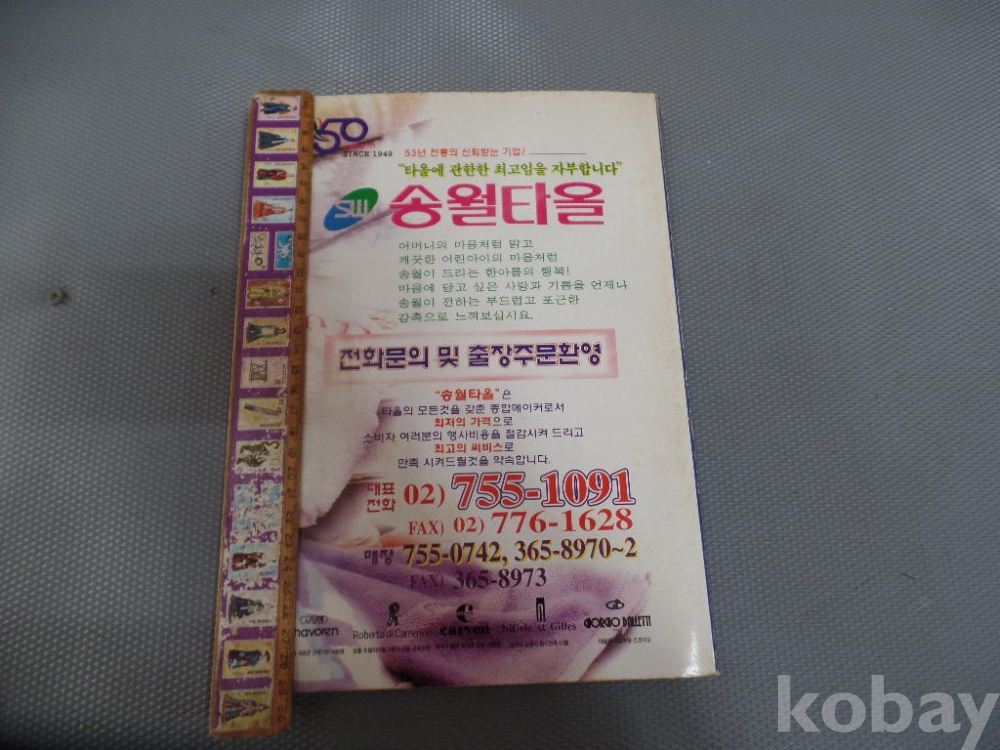 50
SINCE 1949
53년 전통의 신뢰받는 기업!
"타올에 관한한 최고임을 자부합니다"
송월타올
어머니의 마음처럼 맑고
깨끗한 어린아이의 마음처럼
송월이 드리는 한아름의 행복!
마음에 담고 싶은 사랑과 기쁨을 언제나
송월이 전하는 부드럽고 포근한
감촉으로 느껴보십시요.
전화문의 및 출장주문환영
"송월타올"은
타올의 모든것을 갖춘 종합메이커로서
최저의 가격으로
소비자 여러분의 행사비용을 절감시켜 드리고
최고의 써비스로
만족 시켜드릴것을 약속합니다.
대표전화 02) 755-1091
FAX) 02) 776-1628
매장 755-0742, 365-8970~2
FAX) 365-8973
Roberta di Camerino
carven
NiCole st Gilles
GIORGIO BALLETTI
kobay